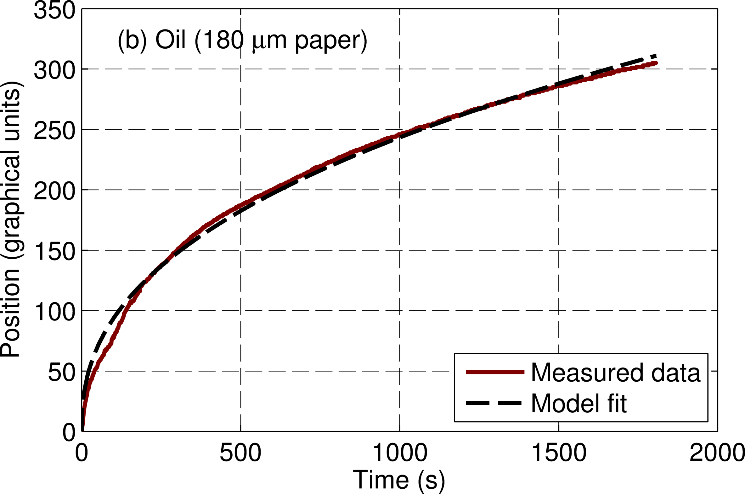 350
300
250
200
150
100
50
0
Position (graphical units)
(b) Oil (180 μm paper)
Measured data
Model fit
0 500 1000 1500 2000
Time (s)